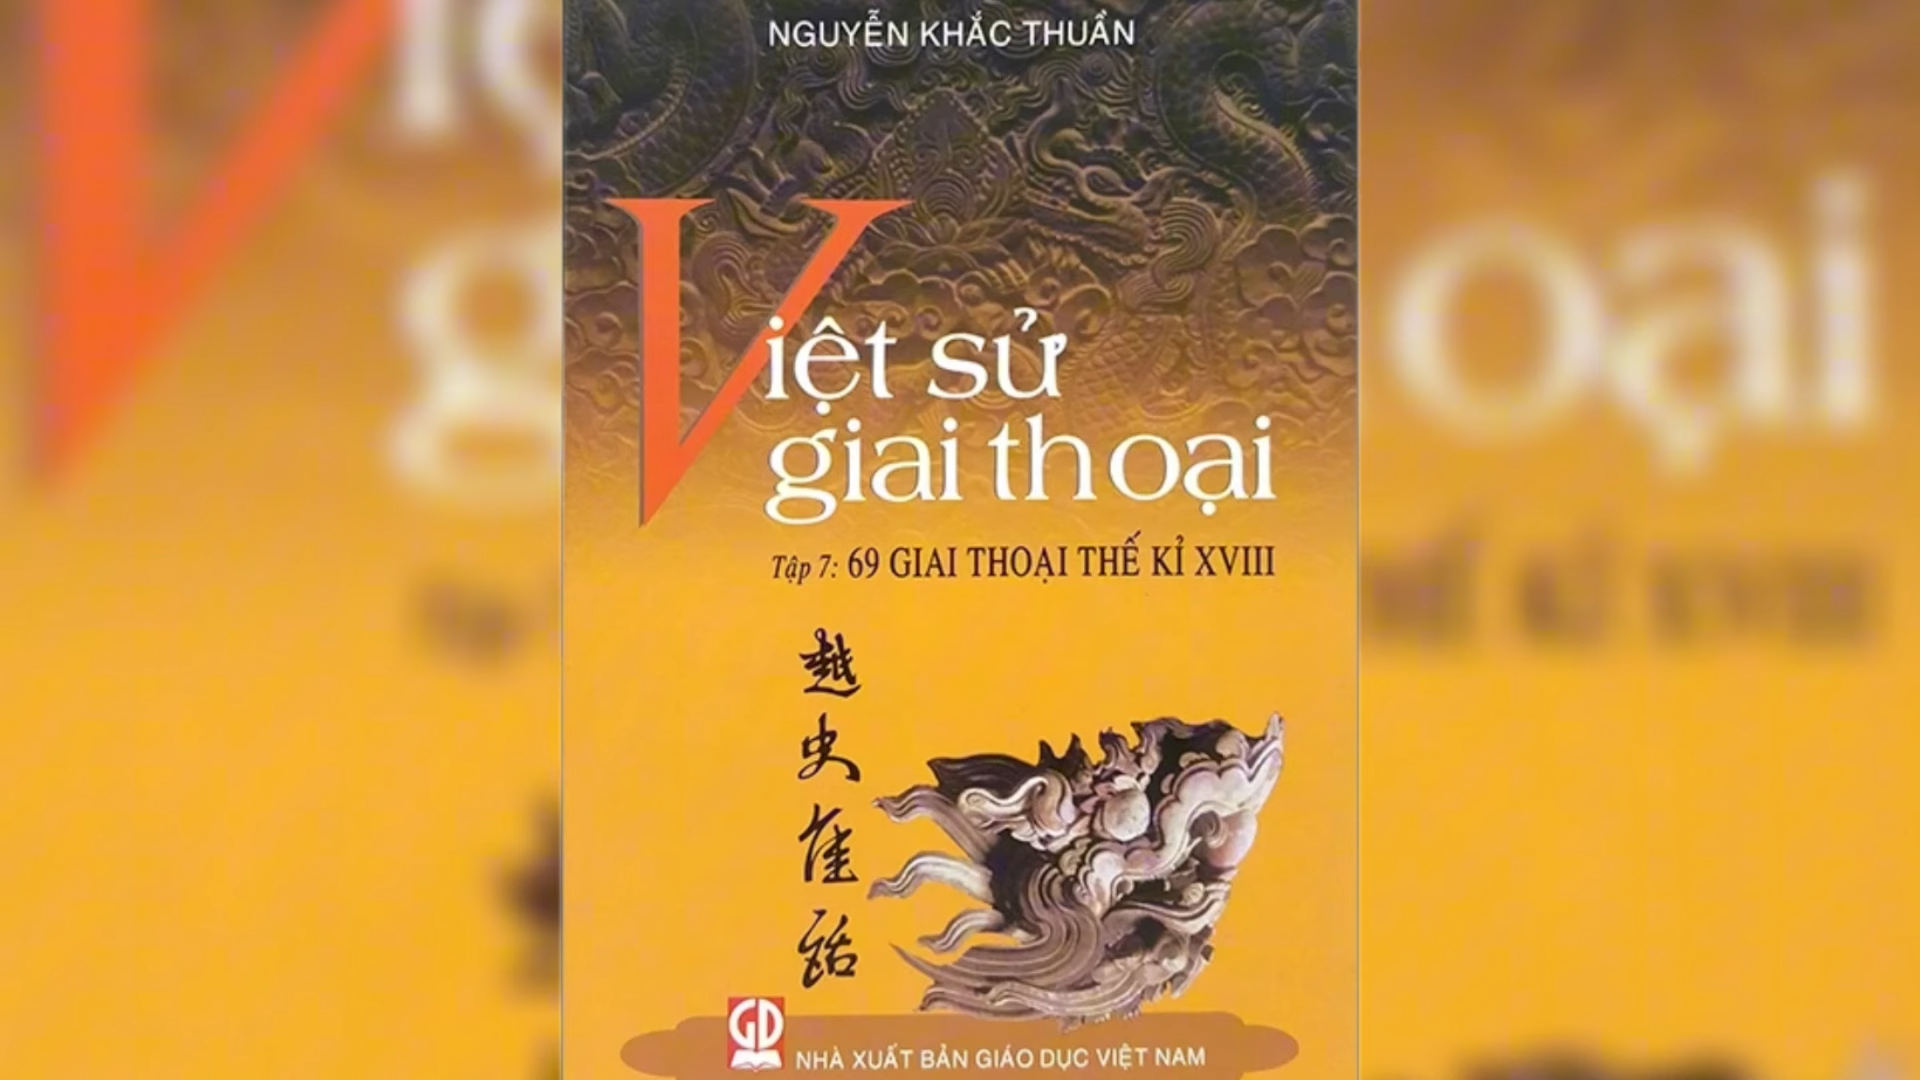 NGUYỄN KHẮC THUẦN
Việt sử
giai thoại
Tập 7: 69 GIAI THOẠI THẾ KỈ XVIII
越
史
佳
話
GD
NHÀ XUẤT BẢN GIÁO DỤC VIỆT NAM